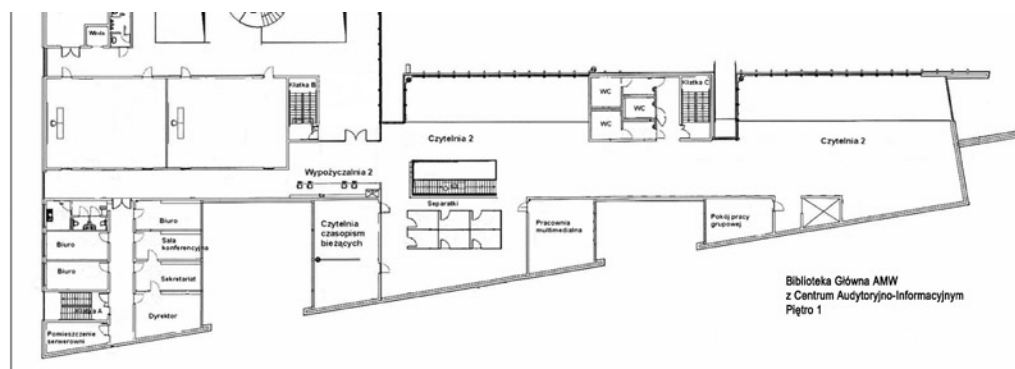 Winda
Klatka B
Klatka C
WC
WC
WC
Czytelnia 2
Czytelnia 2
Wypożyczalnia 2
Separatki
Biuro
Czytelnia
czasopism
bieżących
Pracownia
multimedialna
Pokój pracy
grupowej
Biuro
Sala
konferencyjna
Biuro
Sekretariat
Klatka A
Dyrektor
Pomieszczenie
serwerowni
Biblioteka Główna AMW
z Centrum Audytoryjno-Informacyjnym
Piętro 1